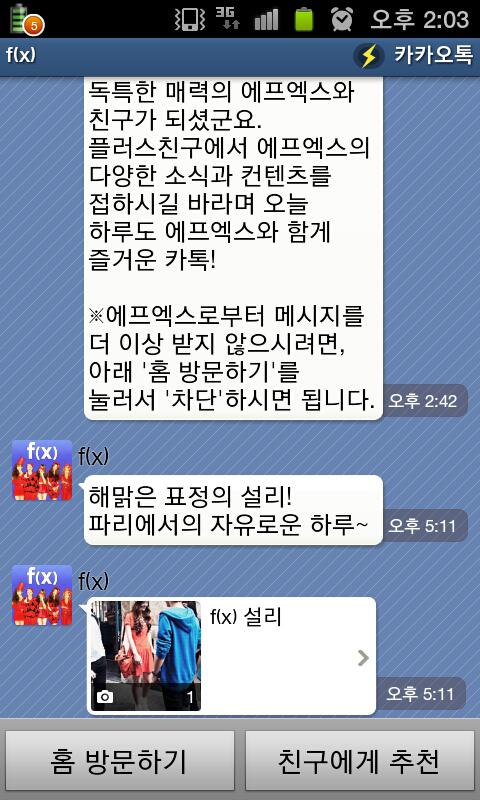 5
3G
오후 2:03
f(x)
카카오톡
독특한 매력의 에프엑스와
친구가 되셨군요.
플러스친구에서 에프엑스의
다양한 소식과 컨텐츠를
접하시길 바라며 오늘
하루도 에프엑스와 함께
즐거운 카톡!
※에프엑스로부터 메시지를
더 이상 받지 않으시려면,
아래 '홈 방문하기'를
눌러서 '차단'하시면 됩니다.
오후 2:42
f(x)
f(x)
해맑은 표정의 설리!
파리에서의 자유로운 하루~
오후 5:11
f(x)
f(x)
f(x) 설리
1
오후 5:11
홈 방문하기
친구에게 추천